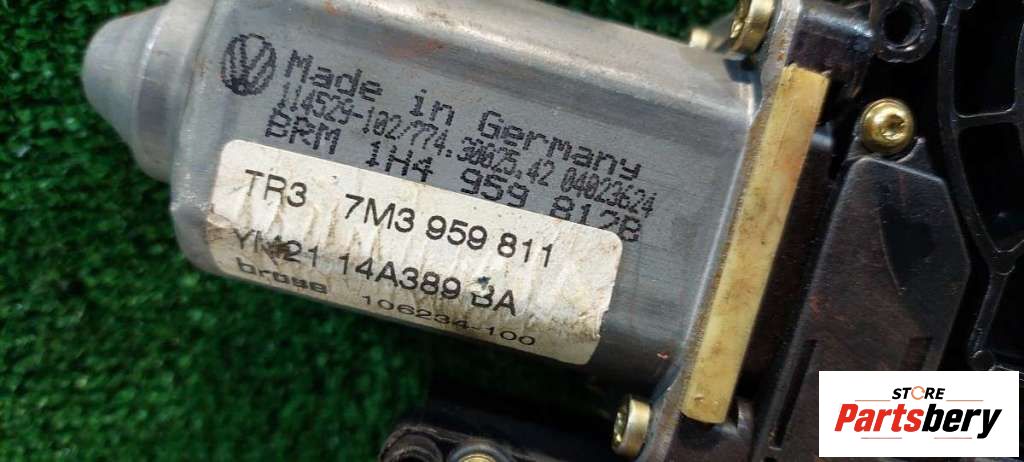 Made in Germany
114529-102/774.30625.42 04023624
BRM 1H4 959 812B
TR3 7M3 959 811
YM21 14A389 BA
brose 106234-100
STORE
Partsbery